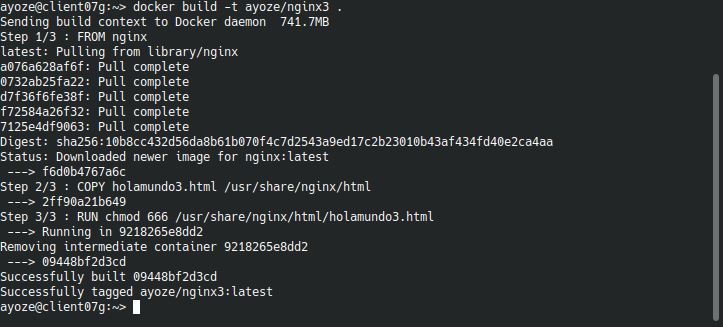 ayoze@client07g:~> docker build -t ayoze/nginx3 .
Sending build context to Docker daemon  741.7MB
Step 1/3 : FROM nginx
latest: Pulling from library/nginx
a076a628af6f: Pull complete
0732ab25fa22: Pull complete
d7f36f6fe38f: Pull complete
f72584a26f32: Pull complete
7125e4df9063: Pull complete
Digest: sha256:10b8cc432d56da8b61b070f4c7d2543a9ed17c2b23010b43af434fd40e2ca4aa
Status: Downloaded newer image for nginx:latest
 ---> f6d0b4767a6c
Step 2/3 : COPY holamundo3.html /usr/share/nginx/html
 ---> 2ff90a21b649
Step 3/3 : RUN chmod 666 /usr/share/nginx/html/holamundo3.html
 ---> Running in 9218265e8dd2
Removing intermediate container 9218265e8dd2
 ---> 09448bf2d3cd
Successfully built 09448bf2d3cd
Successfully tagged ayoze/nginx3:latest
ayoze@client07g:~>